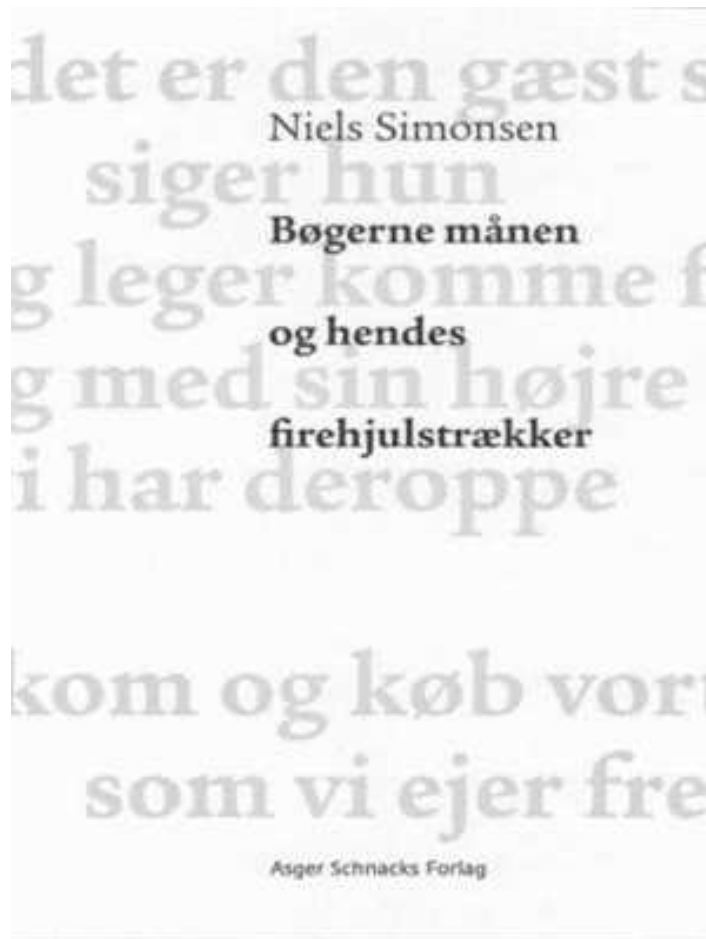 det er den gæst s
Niels Simonsen
siger hun
Bøgerne månen
g leger komme f
og hendes
g med sin højre
firehjulstrækker
i har deroppe
kom og køb vor
som vi ejer fre
Asger Schnacks Forlag